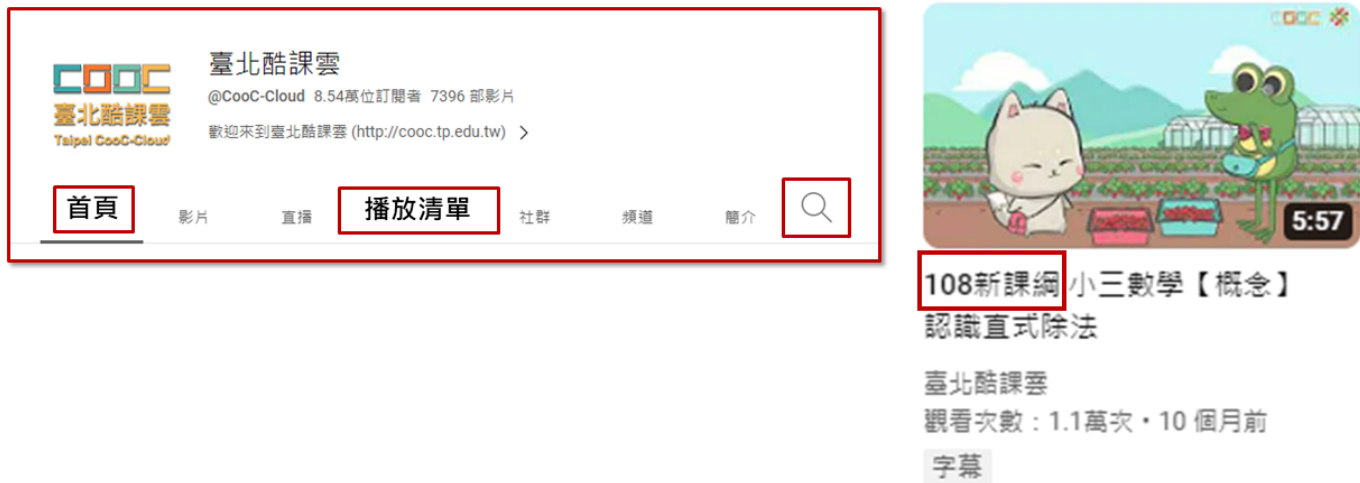 COOC
臺北酷課雲
Taipei CooC-Cloud
臺北酷課雲
@CooC-Cloud 8.54萬位訂閱者 7396 部影片
歡迎來到臺北酷課雲 (http://cooc.tp.edu.tw)
首頁 影片 直播 播放清單 社群 頻道 簡介
COOC
5:57
108新課綱 小三數學【概念】
認識直式除法
臺北酷課雲
觀看次數：1.1萬次・10 個月前
字幕